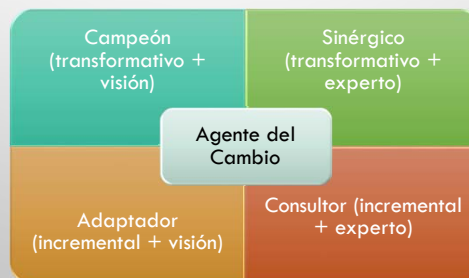 Campeón
(transformativo +
visión)
Sinérgico
(transformativo +
experto)
Agente del
Cambio
Adaptador
(incremental + visión)
Consultor (incremental
+ experto)